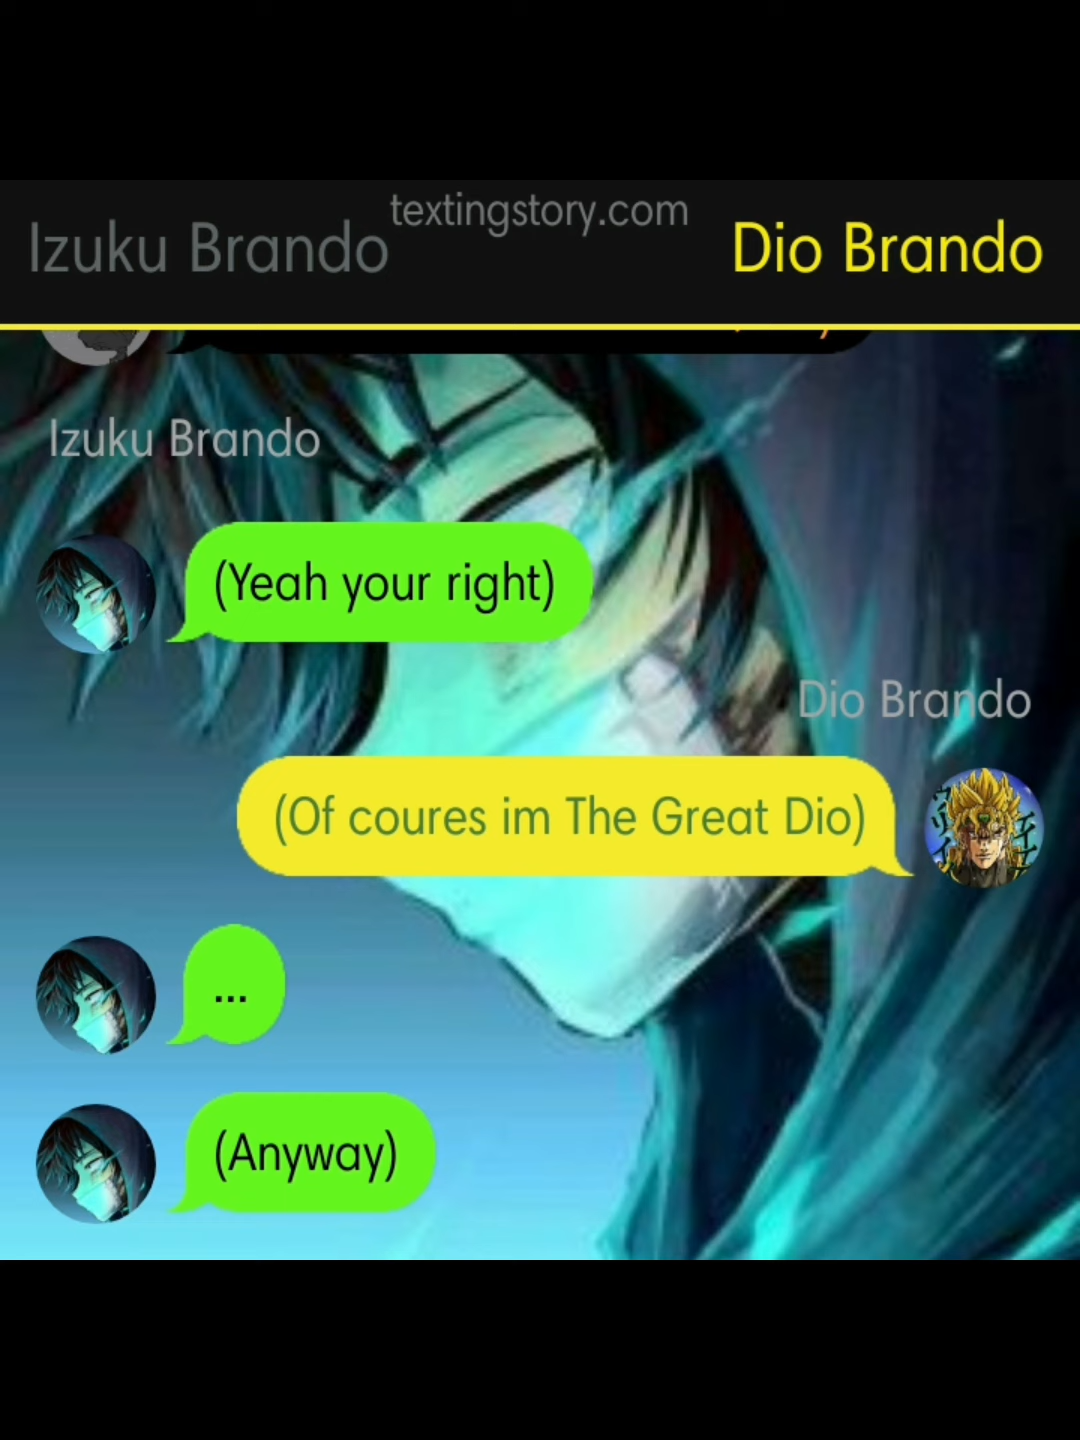 textingstory.com
Izuku Brando
Dio Brando
Izuku Brando
(Yeah your right)
Dio Brando
(Of coures im The Great Dio)
...
(Anyway)